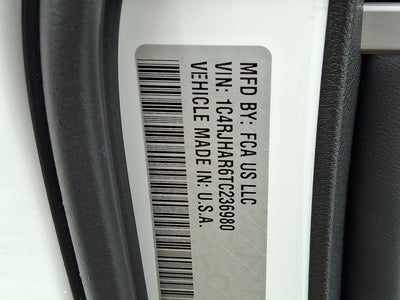 MFD BY: FCA US LLC
VIN: 1C4RJHAR6TC236980
VEHICLE MADE IN: U.S.A.